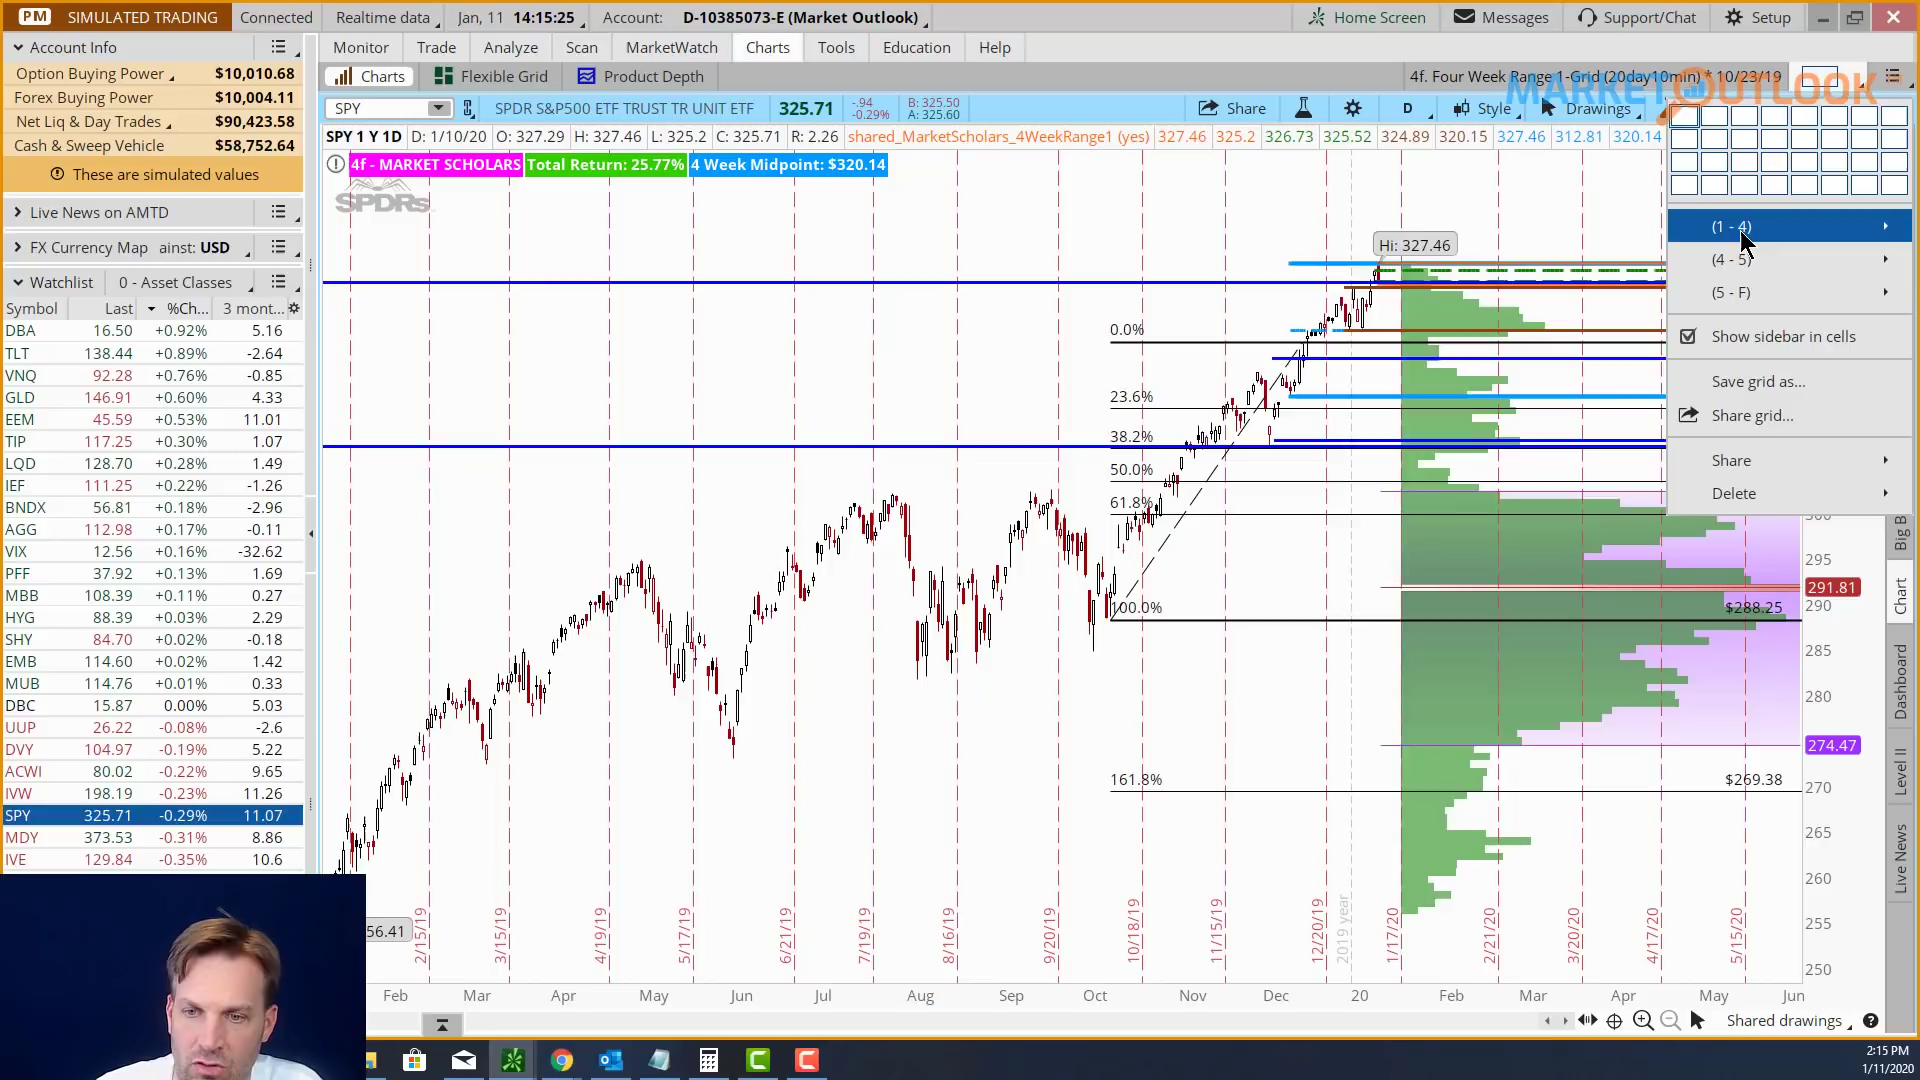 PM SIMULATED TRADING Connected Realtime data Jan, 11 14:15:25 Account: D-10385073-E (Market Outlook) Home Screen Messages Support/Chat Setup
Account Info
Option Buying Power $10,010.68
Forex Buying Power $10,004.11
Net Liq & Day Trades $90,423.58
Cash & Sweep Vehicle $58,752.64
These are simulated values
Live News on AMTD
FX Currency Map ainst: USD
Watchlist 0 - Asset Classes
Symbol Last %Ch... 3 mont...
DBA 16.50 +0.92% 5.16
TLT 138.44 +0.89% -2.64
VNQ 92.28 +0.76% -0.85
GLD 146.91 +0.60% 4.33
EEM 45.59 +0.53% 11.01
TIP 117.25 +0.30% 1.07
LQD 128.70 +0.28% 1.49
IEF 111.25 +0.22% -1.26
BNDX 56.81 +0.18% -2.96
AGG 112.98 +0.17% -0.11
VIX 12.56 +0.16% -32.62
PFF 37.92 +0.13% 1.69
MBB 108.39 +0.11% 0.27
HYG 88.39 +0.03% 2.29
SHY 84.70 +0.02% -0.18
EMB 114.60 +0.02% 1.42
MUB 114.76 +0.01% 0.33
DBC 15.87 0.00% 5.03
UUP 26.22 -0.08% -2.6
DVY 104.97 -0.19% 5.22
ACWI 80.02 -0.22% 9.65
IVW 198.19 -0.23% 11.26
SPY 325.71 -0.29% 11.07
MDY 373.53 -0.31% 8.86
IVE 129.84 -0.35% 10.6
Monitor Trade Analyze Scan MarketWatch Charts Tools Education Help
Charts Flexible Grid Product Depth 4f. Four Week Range 1-Grid (20day10min) * 10/23/19
MARKET OUTLOOK
SPY SPDR S&P500 ETF TRUST TR UNIT ETF 325.71 -.94 -0.29% B: 325.50 A: 325.60 Share D Style Drawings
SPY 1 Y 1D D: 1/10/20 O: 327.29 H: 327.46 L: 325.2 C: 325.71 R: 2.26 shared_MarketScholars_4WeekRange1 (yes) 327.46 325.2 326.73 325.52 324.89 320.15 327.46 312.81 320.14
4f - MARKET SCHOLARS Total Return: 25.77% 4 Week Midpoint: $320.14
SPDRs
(1 - 4)
(4 - 5)
(5 - F)
Show sidebar in cells
Save grid as...
Share grid...
Share
Delete
Hi: 327.46
0.0%
23.6%
38.2%
50.0%
61.8%
100.0% $288.25
161.8% $269.38
300
295
291.81
290
285
280
274.47
270
265
260
255
250
56.41
2/15/19 3/15/19 4/19/19 5/17/19 6/21/19 7/19/19 8/16/19 9/20/19 10/18/19 11/15/19 12/20/19 2019 year 1/17/20 2/21/20 3/20/20 4/17/20 5/15/20
Feb Mar Apr May Jun Jul Aug Sep Oct Nov Dec 20 Feb Mar Apr May Jun
Big B
Chart
Dashboard
Level II
Live News
Shared drawings
2:15 PM
1/11/2020